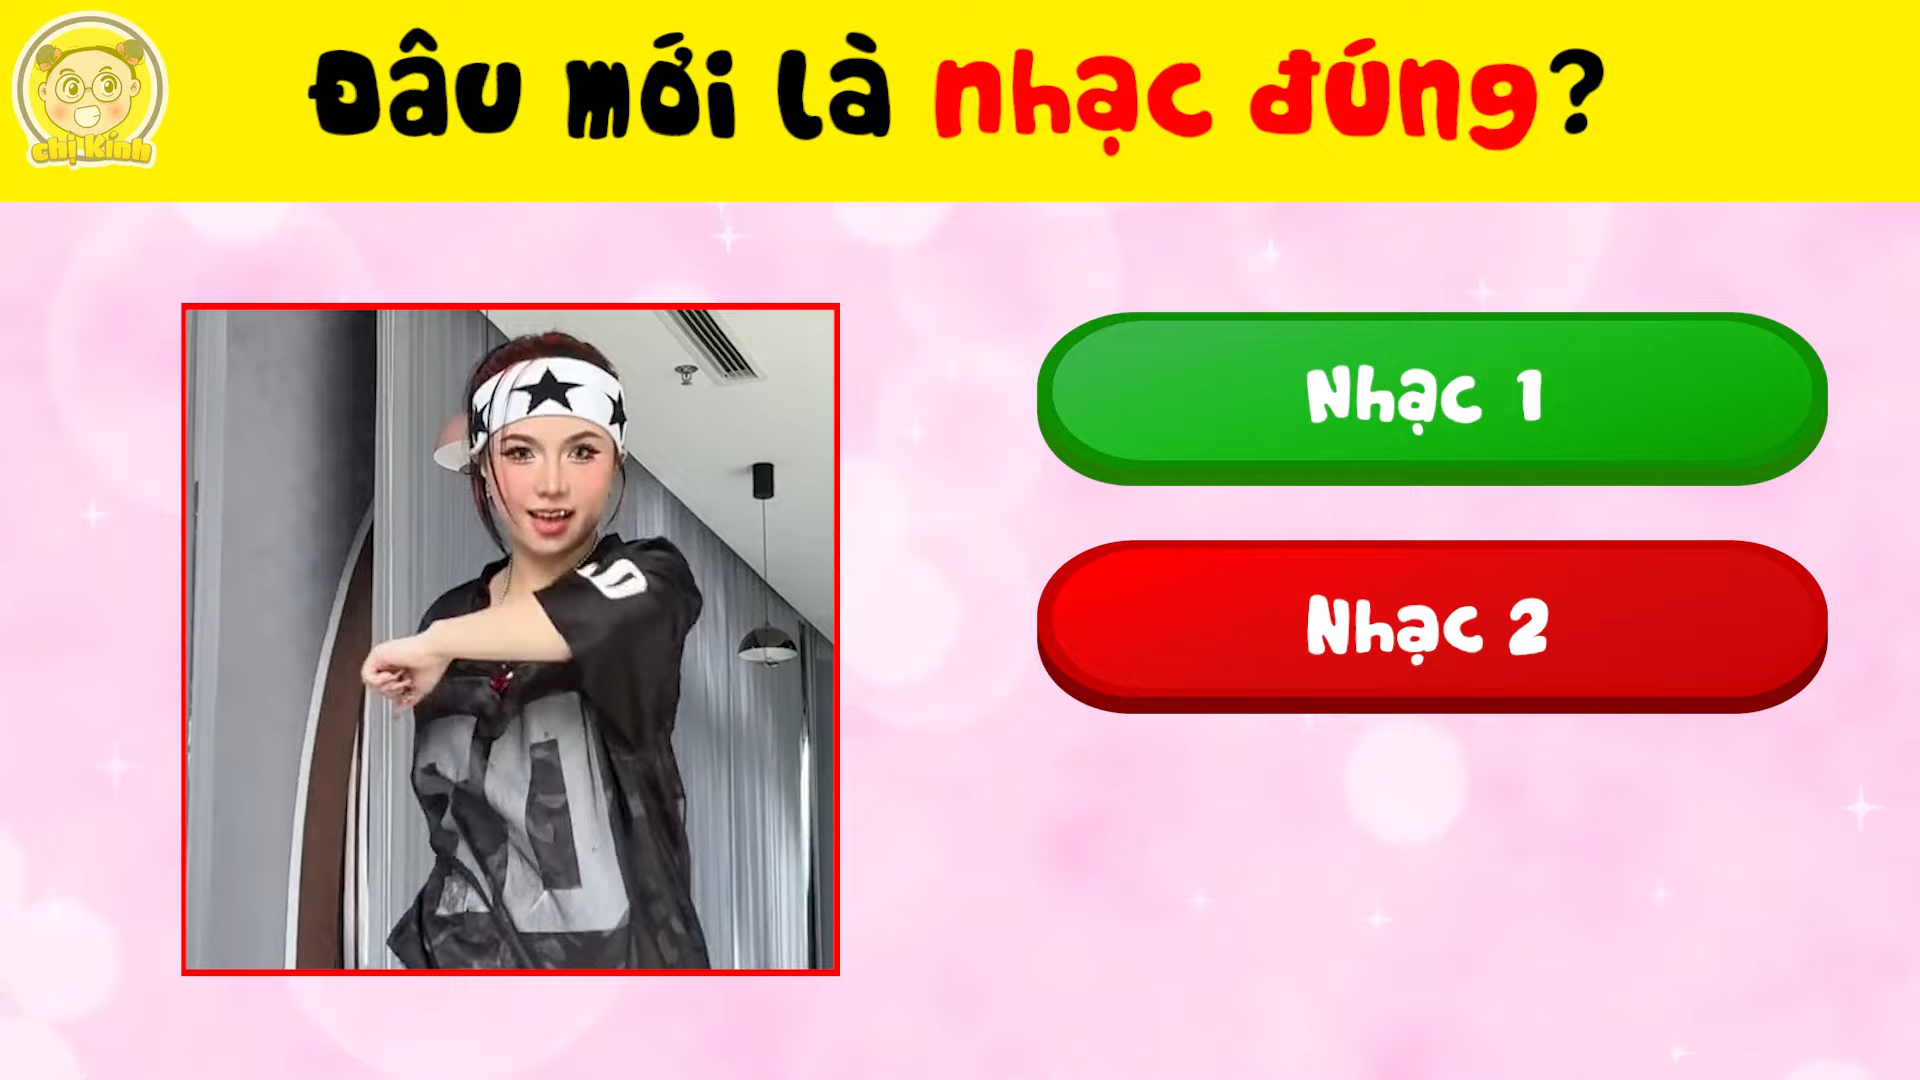 chị Kính
Đâu mới là nhạc đúng?
Nhạc 1
Nhạc 2